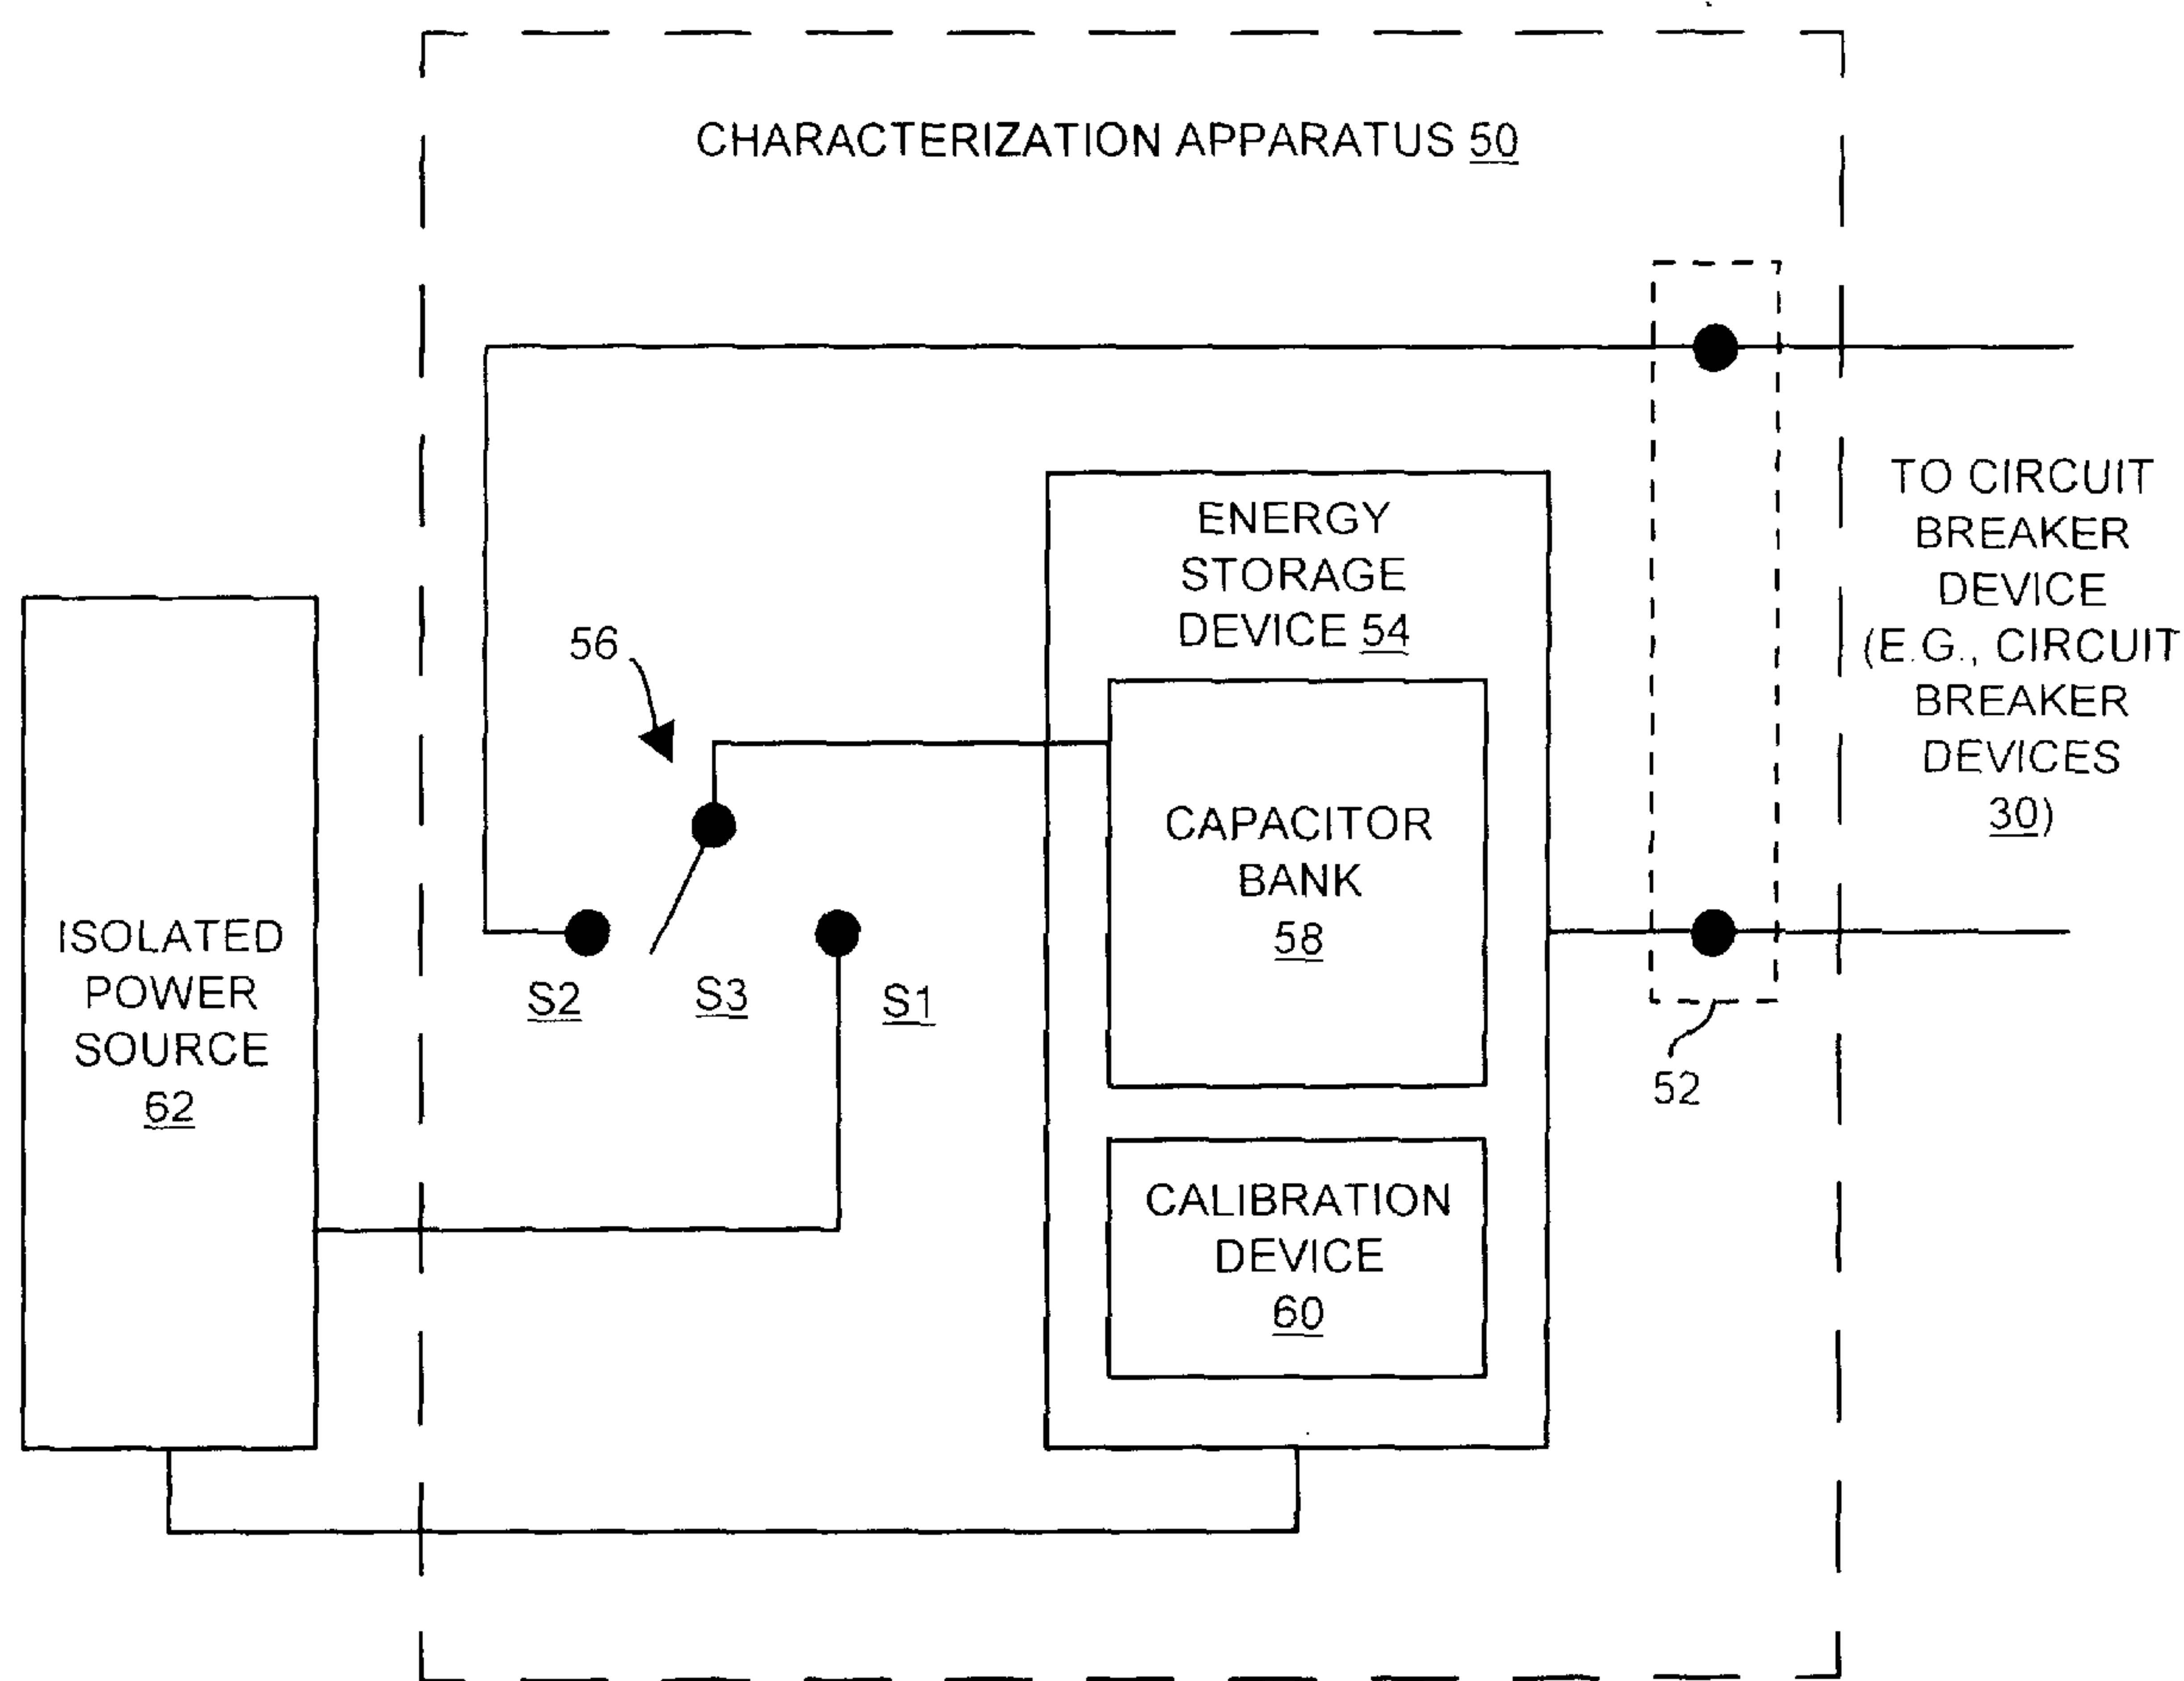 CHARACTERIZATION APPARATUS 50
TO CIRCUIT
BREAKER
DEVICE
(E.G., CIRCUIT
BREAKER
DEVICES
30)
ENERGY
STORAGE
DEVICE 54
56
CAPACITOR
BANK
58
ISOLATED
POWER
SOURCE
62
S2
S3
S1
52
CALIBRATION
DEVICE
60